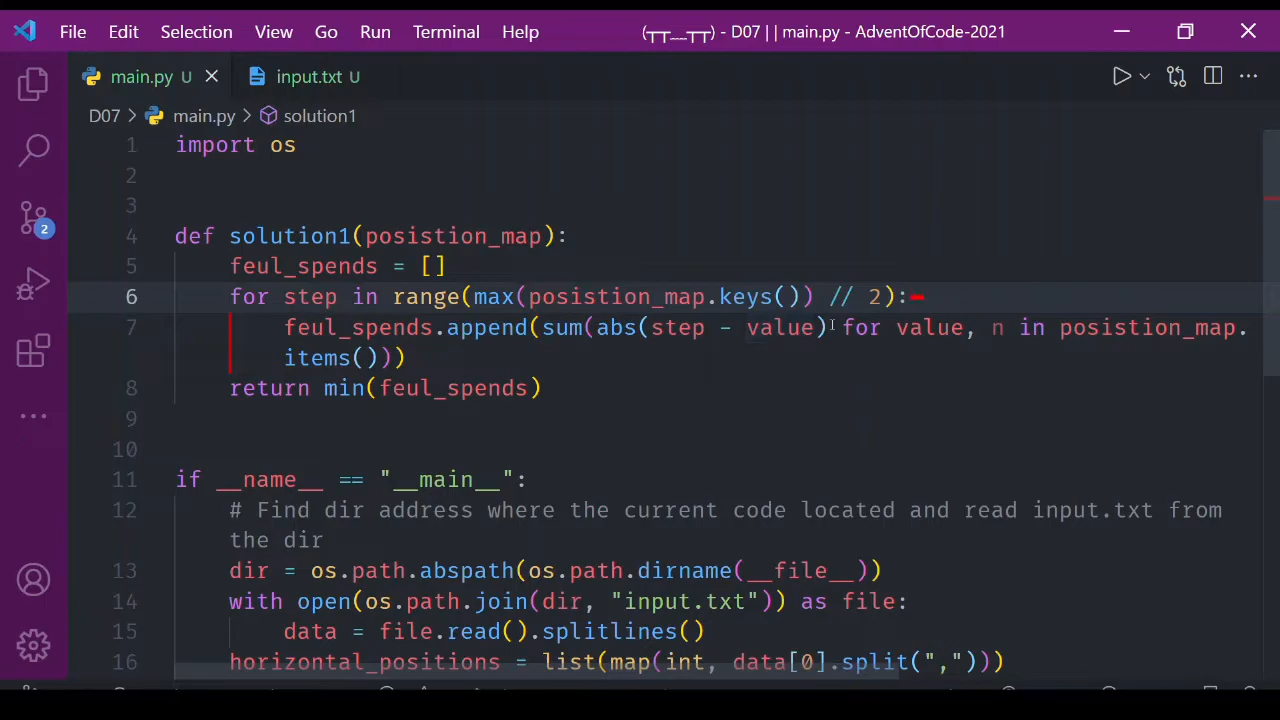 File Edit Selection View Go Run Terminal Help (┬┬﹏┬┬) - D07 | | main.py - AdventOfCode-2021
main.py U input.txt U
D07 > main.py > solution1
1 import os
2
2
3
4 def solution1(posistion_map):
5 feul_spends = []
6 for step in range(max(posistion_map.keys()) // 2):
7 feul_spends.append(sum(abs(step - value) for value, n in posistion_map.
items()))
8 return min(feul_spends)
9
10
11 if __name__ == "__main__":
12 # Find dir address where the current code located and read input.txt from
the dir
13 dir = os.path.abspath(os.path.dirname(__file__))
14 with open(os.path.join(dir, "input.txt")) as file:
15 data = file.read().splitlines()
16 horizontal_positions = list(map(int, data[0].split(",")))